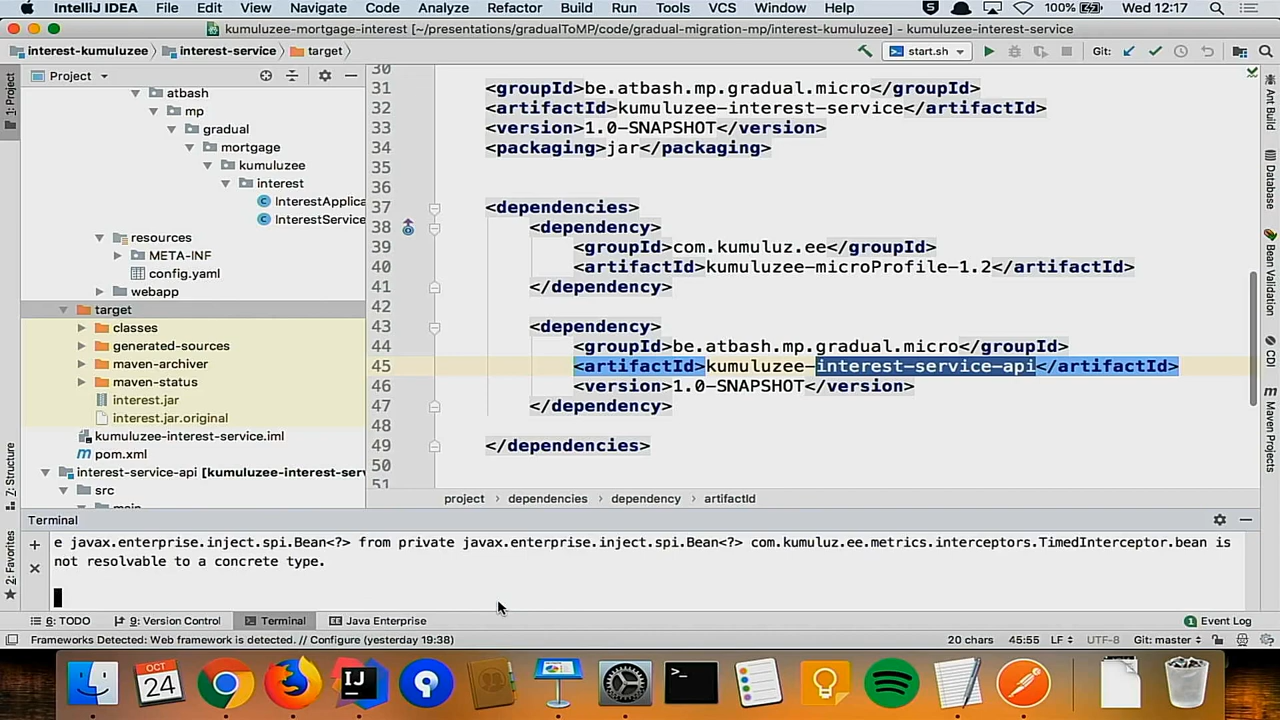 IntelliJ IDEA File Edit View Navigate Code Analyze Refactor Build Run Tools VCS Window Help 100% Wed 12:17
kumuluzee-mortgage-interest [~/presentations/gradualToMP/code/gradual-migration-mp/interest-kumuluzee] - kumuluzee-interest-service
interest-kumuluzee interest-service target start.sh Git:
1: Project
Project
atbash
mp
gradual
mortgage
kumuluzee
interest
InterestApplica
InterestService
resources
META-INF
config.yaml
webapp
target
classes
generated-sources
maven-archiver
maven-status
interest.jar
interest.jar.original
kumuluzee-interest-service.iml
pom.xml
interest-service-api [kumuluzee-interest-serv
src
main
7: Structure
2: Favorites
30
31 <groupId>be.atbash.mp.gradual.micro</groupId>
32 <artifactId>kumuluzee-interest-service</artifactId>
33 <version>1.0-SNAPSHOT</version>
34 <packaging>jar</packaging>
35
36
37 <dependencies>
38 <dependency>
39 <groupId>com.kumuluz.ee</groupId>
40 <artifactId>kumuluzee-microProfile-1.2</artifactId>
41 </dependency>
42
43 <dependency>
44 <groupId>be.atbash.mp.gradual.micro</groupId>
45 <artifactId>kumuluzee-interest-service-api</artifactId>
46 <version>1.0-SNAPSHOT</version>
47 </dependency>
48
49 </dependencies>
50
51
project › dependencies › dependency › artifactId
Ant Build
Database
Bean Validation
CDI
Maven Projects
Terminal
e javax.enterprise.inject.spi.Bean<?> from private javax.enterprise.inject.spi.Bean<?> com.kumuluz.ee.metrics.interceptors.TimedInterceptor.bean is
not resolvable to a concrete type.
6: TODO 9: Version Control Terminal Java Enterprise 1 Event Log
Frameworks Detected: Web framework is detected. // Configure (yesterday 19:38) 20 chars 45:55 LF UTF-8 Git: master
OCT
24
IJ